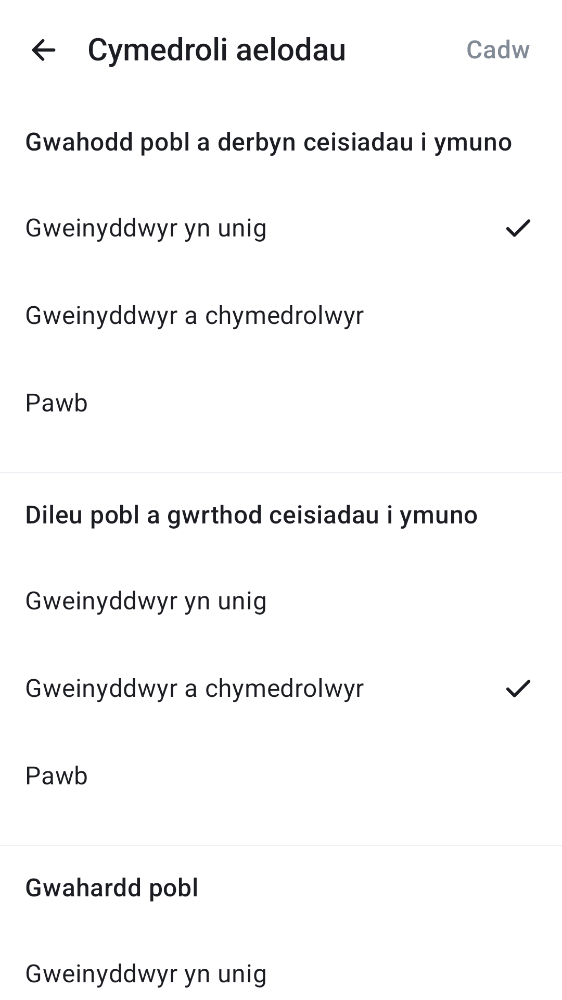 Cymedroli aelodau
Cadw
Gwahodd pobl a derbyn ceisiadau i ymuno
Gweinyddwyr yn unig
Gweinyddwyr a chymedrolwyr
Pawb
Dileu pobl a gwrthod ceisiadau i ymuno
Gweinyddwyr yn unig
Gweinyddwyr a chymedrolwyr
Pawb
Gwahardd pobl
Gweinyddwyr yn unig